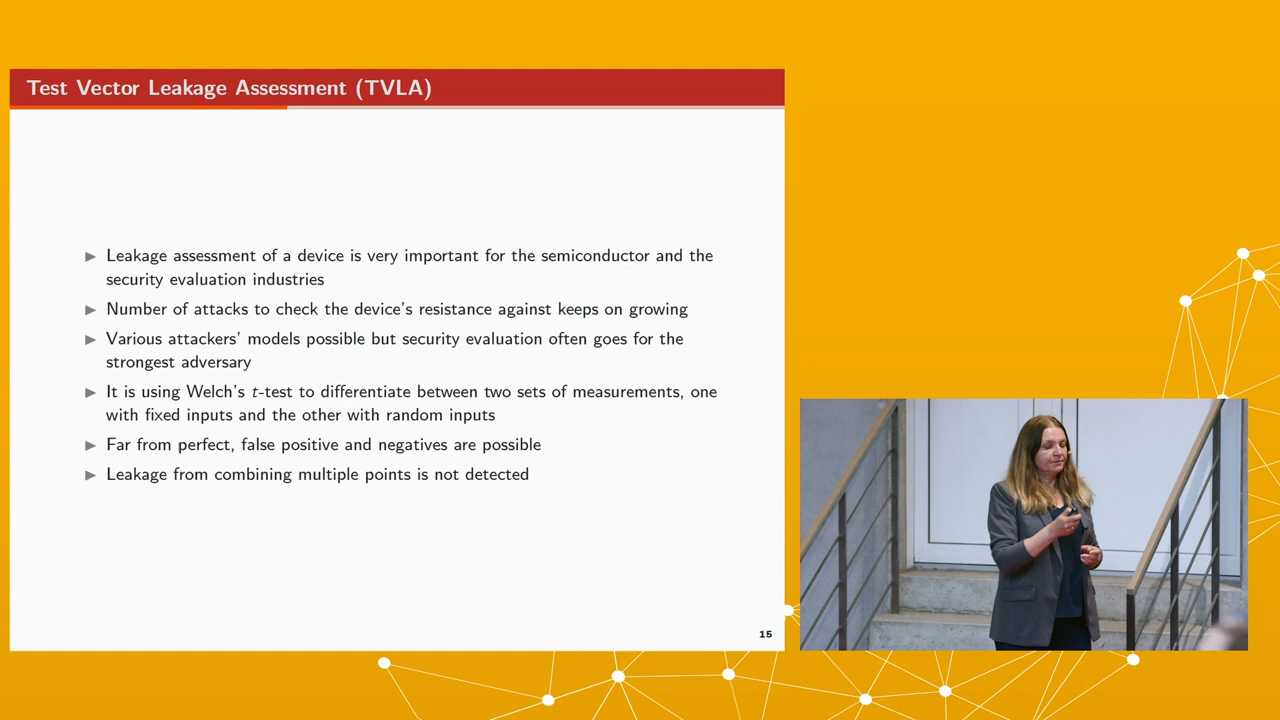 Test Vector Leakage Assessment (TVLA)
▶ Leakage assessment of a device is very important for the semiconductor and the
security evaluation industries
▶ Number of attacks to check the device's resistance against keeps on growing
▶ Various attackers' models possible but security evaluation often goes for the
strongest adversary
▶ It is using Welch's t-test to differentiate between two sets of measurements, one
with fixed inputs and the other with random inputs
▶ Far from perfect, false positive and negatives are possible
▶ Leakage from combining multiple points is not detected
15